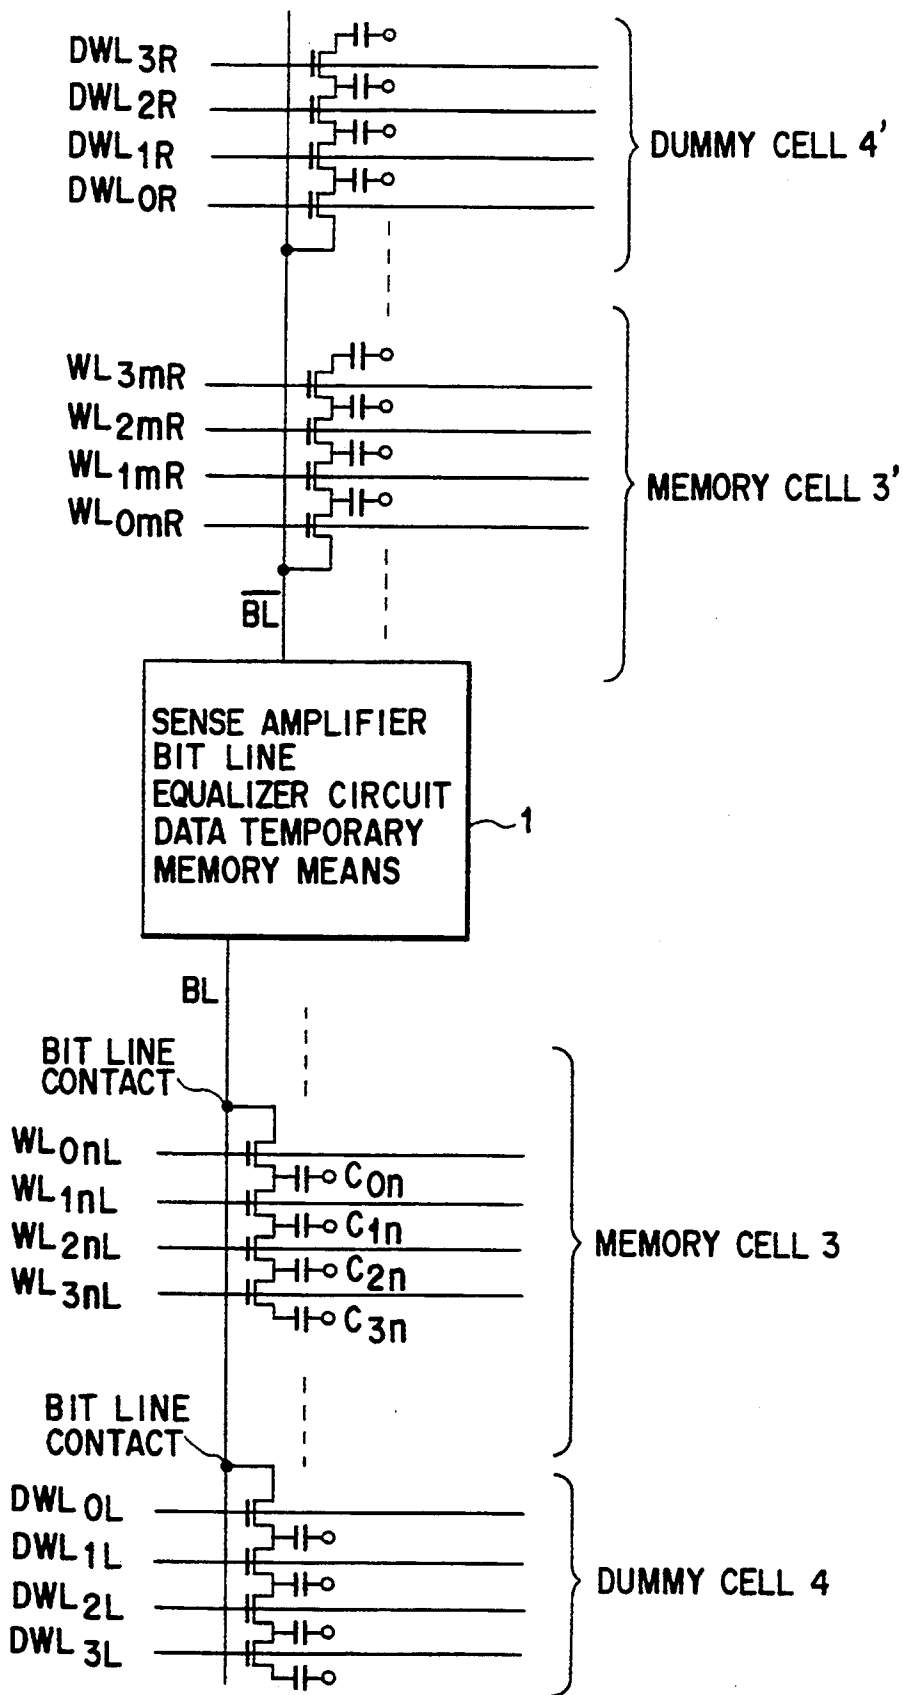 DWL3R
DWL2R
DWL1R
DWL0R
DUMMY CELL 4'
WL3mR
WL2mR
WL1mR
WL0mR
MEMORY CELL 3'
BL
SENSE AMPLIFIER
BIT LINE
EQUALIZER CIRCUIT
DATA TEMPORARY
MEMORY MEANS
1
BL
BIT LINE
CONTACT
WL0nL
C0n
WL1nL
C1n
WL2nL
C2n
WL3nL
C3n
MEMORY CELL 3
BIT LINE
CONTACT
DWL0L
DWL1L
DWL2L
DWL3L
DUMMY CELL 4